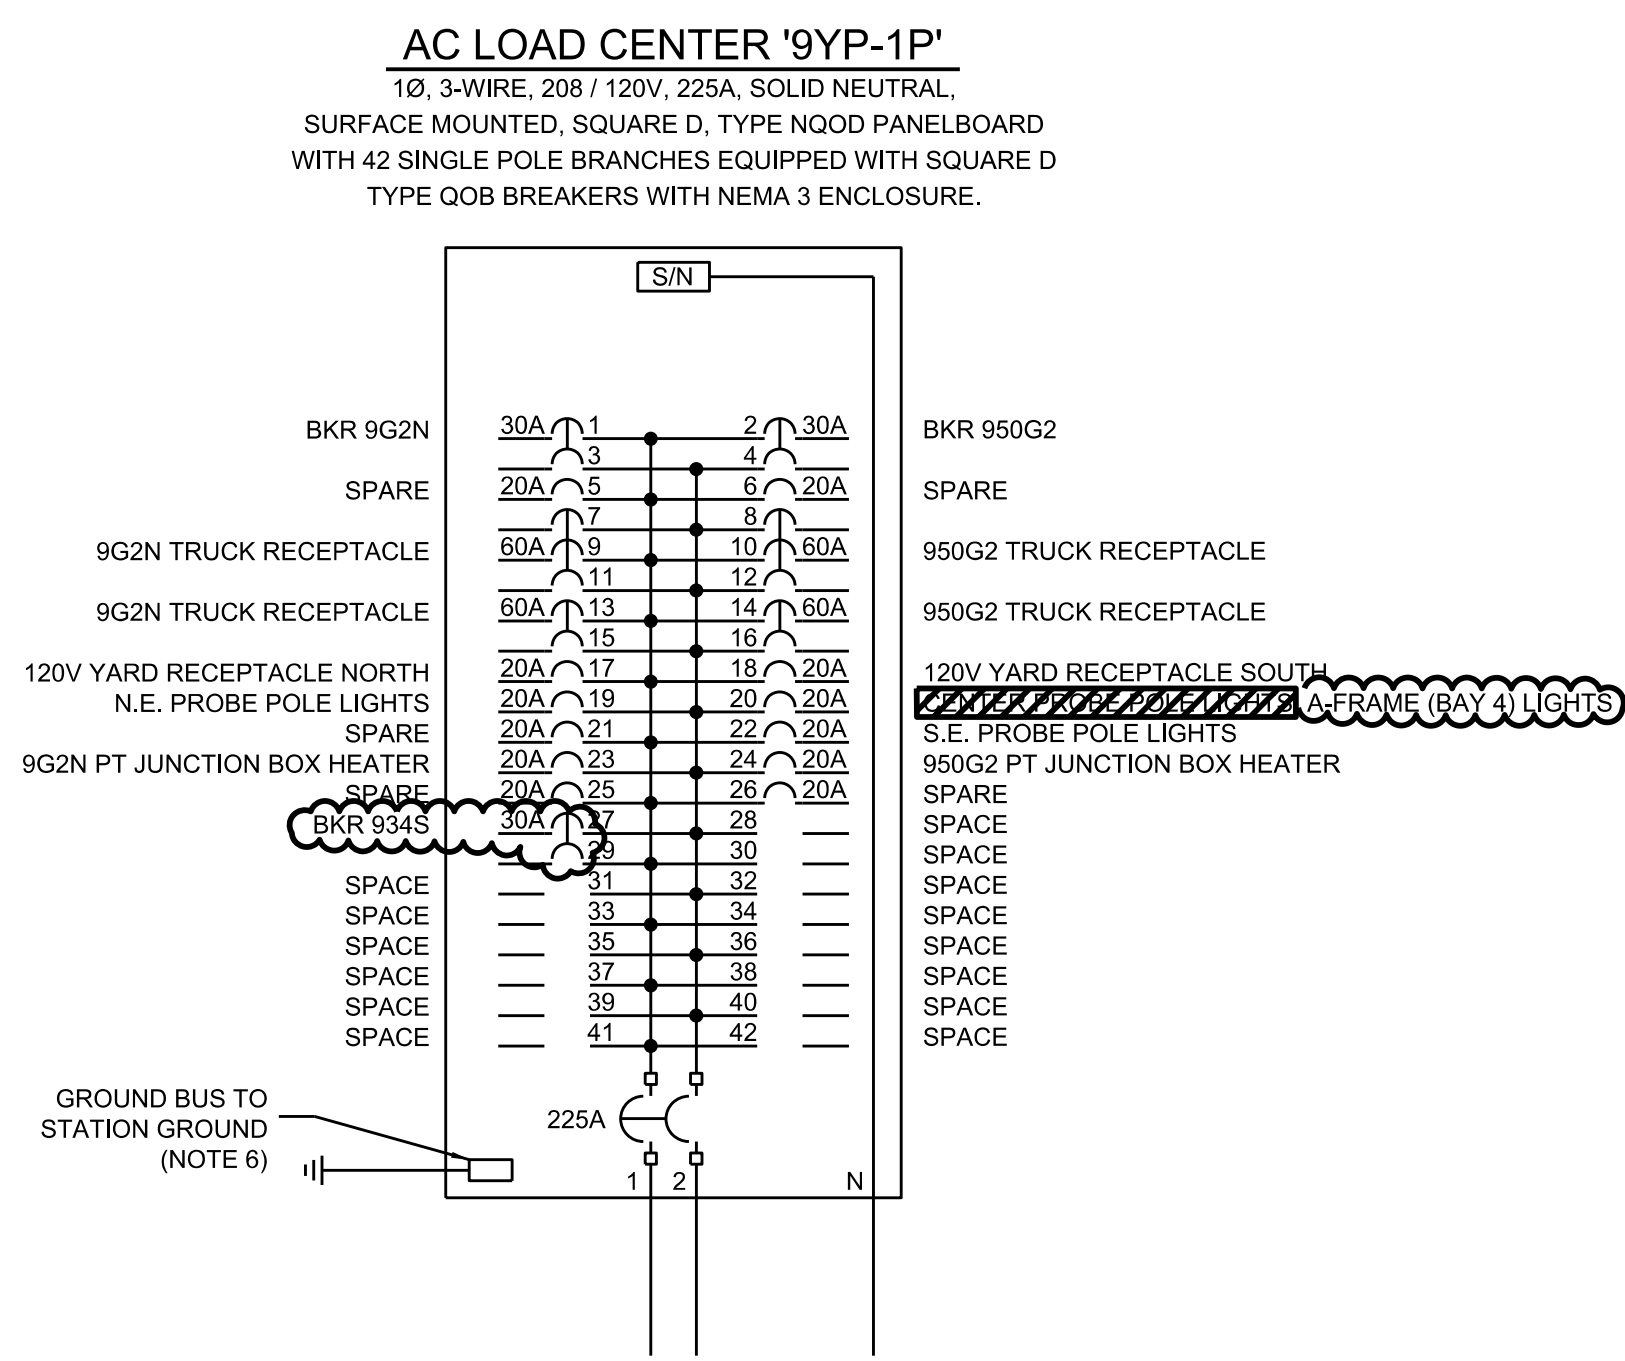 AC LOAD CENTER '9YP-1P'
1Ø, 3-WIRE, 208 / 120V, 225A, SOLID NEUTRAL,
SURFACE MOUNTED, SQUARE D, TYPE NQOD PANELBOARD
WITH 42 SINGLE POLE BRANCHES EQUIPPED WITH SQUARE D
TYPE QOB BREAKERS WITH NEMA 3 ENCLOSURE.
S/N
BKR 9G2N 30A 1 2 30A BKR 950G2
3 4
SPARE 20A 5 6 20A SPARE
7 8
9G2N TRUCK RECEPTACLE 60A 9 10 60A 950G2 TRUCK RECEPTACLE
11 12
9G2N TRUCK RECEPTACLE 60A 13 14 60A 950G2 TRUCK RECEPTACLE
15 16
120V YARD RECEPTACLE NORTH 20A 17 18 20A 120V YARD RECEPTACLE SOUTH
N.E. PROBE POLE LIGHTS 20A 19 20 20A CENTER PROBE POLE LIGHTS A-FRAME (BAY 4) LIGHTS
SPARE 20A 21 22 20A S.E. PROBE POLE LIGHTS
9G2N PT JUNCTION BOX HEATER 20A 23 24 20A 950G2 PT JUNCTION BOX HEATER
SPARE 20A 25 26 20A SPARE
BKR 934S 30A 27 28 SPACE
29 30 SPACE
SPACE 31 32 SPACE
SPACE 33 34 SPACE
SPACE 35 36 SPACE
SPACE 37 38 SPACE
SPACE 39 40 SPACE
SPACE 41 42 SPACE
GROUND BUS TO
STATION GROUND
(NOTE 6)
225A
1 2 N